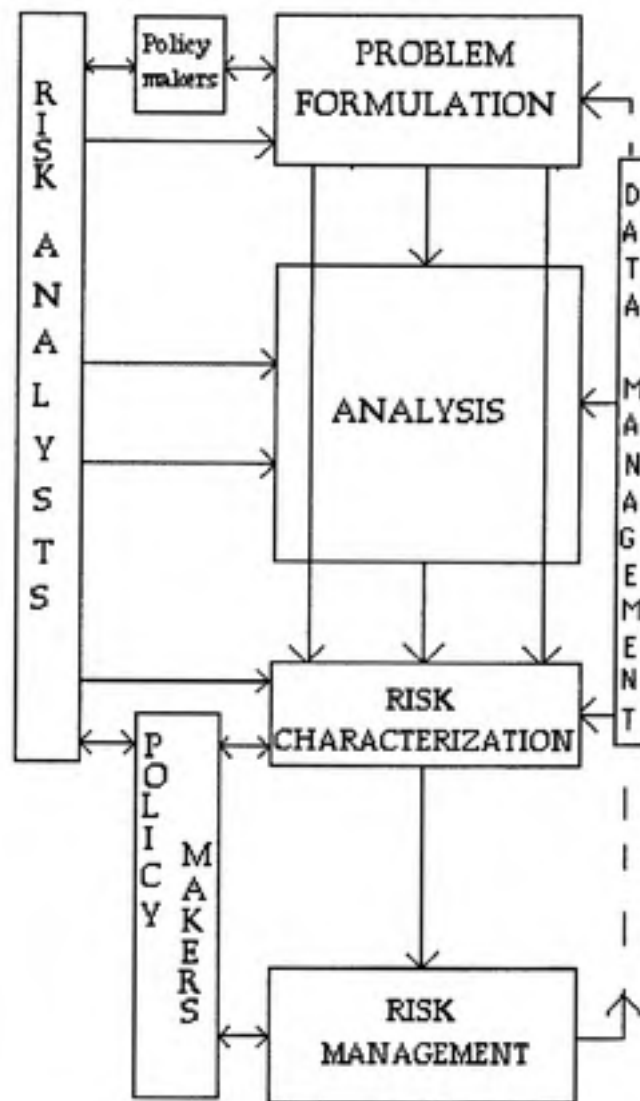 Policy
makers
PROBLEM
FORMULATION
RISK ANALYSTS
DATA MANAGEMENT
ANALYSIS
RISK
CHARACTERIZATION
POLICY
MAKERS
RISK
MANAGEMENT